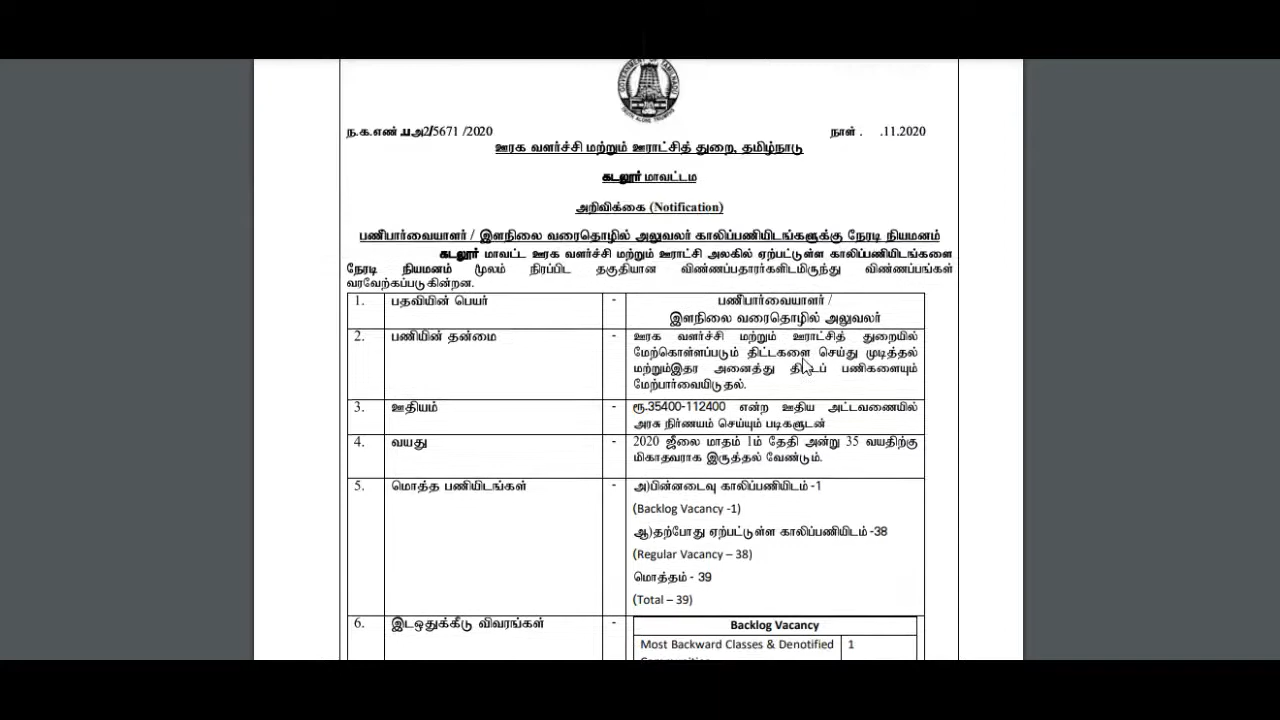 GOVERNMENT OF TAMILNADU
TRUTH ALONE TRIUMPHS
ந.க.எண்.பஅ2/5671 /2020 நாள் . .11.2020
ஊரக வளர்ச்சி மற்றும் ஊராட்சித் துறை, தமிழ்நாடு
கடலூர் மாவட்டம
அறிவிக்கை (Notification)
பணிபார்வையாளர் / இளநிலை வரைதொழில் அலுவலர் காலிப்பணியிடங்களுக்கு நேரடி நியமனம்
கடலூர் மாவட்ட ஊரக வளர்ச்சி மற்றும் ஊராட்சி அலகில் ஏற்பட்டுள்ள காலிப்பணியிடங்களை
நேரடி நியமனம் மூலம் நிரப்பிட தகுதியான விண்ணப்பதாரர்களிடமிருந்து விண்ணப்பங்கள்
வரவேற்கப்படுகின்றன.
1. பதவியின் பெயர் - பணிபார்வையாளர் /
இளநிலை வரைதொழில் அலுவலர்
2. பணியின் தன்மை - ஊரக வளர்ச்சி மற்றும் ஊராட்சித் துறையில்
மேற்கொள்ளப்படும் திட்டகளை செய்து முடித்தல்
மற்றும்இதர அனைத்து திட்டப் பணிகளையும்
மேற்பார்வையிடுதல்.
3. ஊதியம் - ரூ.35400-112400 என்ற ஊதிய அட்டவணையில்
அரசு நிர்ணயம் செய்யும் படிகளுடன்
4. வயது - 2020 ஜீலை மாதம் 1ம் தேதி அன்று 35 வயதிற்கு
மிகாதவராக இருத்தல் வேண்டும்.
5. மொத்த பணியிடங்கள் - அ)பின்னடைவு காலிப்பணியிடம் -1
(Backlog Vacancy -1)
ஆ)தற்போது ஏற்பட்டுள்ள காலிப்பணியிடம் -38
(Regular Vacancy – 38)
மொத்தம் - 39
(Total – 39)
6. இடஒதுக்கீடு விவரங்கள் - Backlog Vacancy
Most Backward Classes & Denotified 1